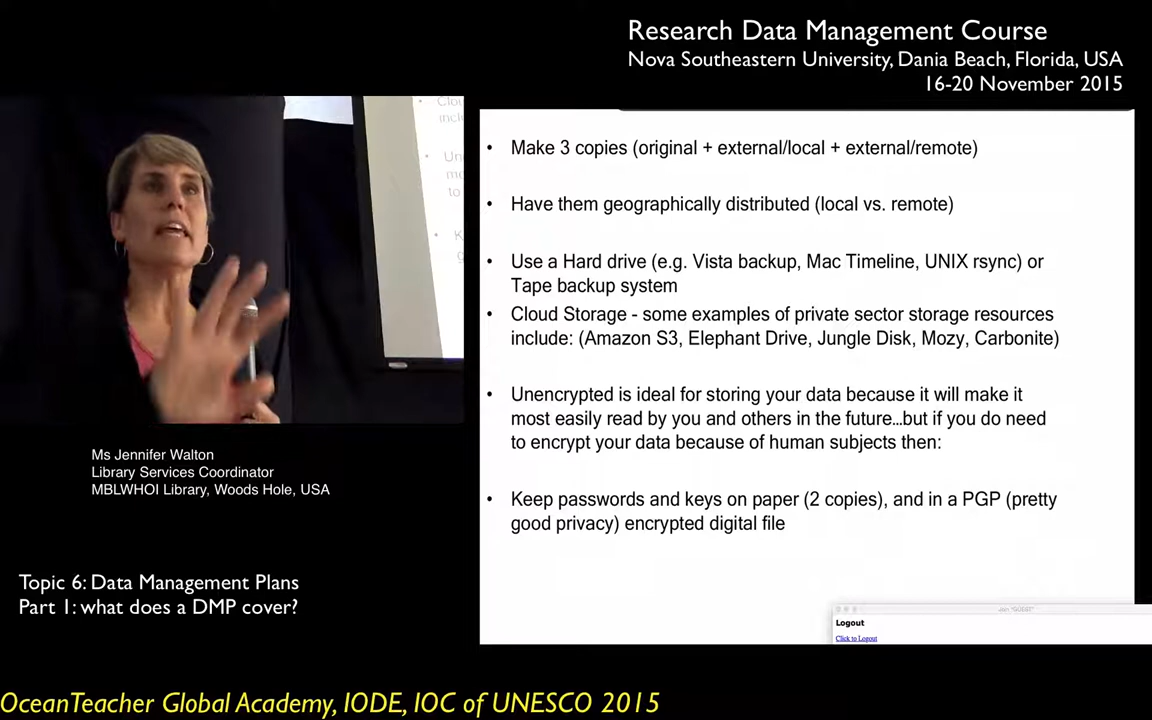 Research Data Management Course
Nova Southeastern University, Dania Beach, Florida, USA
16-20 November 2015
• Make 3 copies (original + external/local + external/remote)
• Have them geographically distributed (local vs. remote)
• Use a Hard drive (e.g. Vista backup, Mac Timeline, UNIX rsync) or
Tape backup system
• Cloud Storage - some examples of private sector storage resources
include: (Amazon S3, Elephant Drive, Jungle Disk, Mozy, Carbonite)
• Unencrypted is ideal for storing your data because it will make it
most easily read by you and others in the future…but if you do need
to encrypt your data because of human subjects then:
• Keep passwords and keys on paper (2 copies), and in a PGP (pretty
good privacy) encrypted digital file
Ms Jennifer Walton
Library Services Coordinator
MBLWHOI Library, Woods Hole, USA
Topic 6: Data Management Plans
Part 1: what does a DMP cover?
Join "GUEST"
Logout
Click to Logout
OceanTeacher Global Academy, IODE, IOC of UNESCO 2015